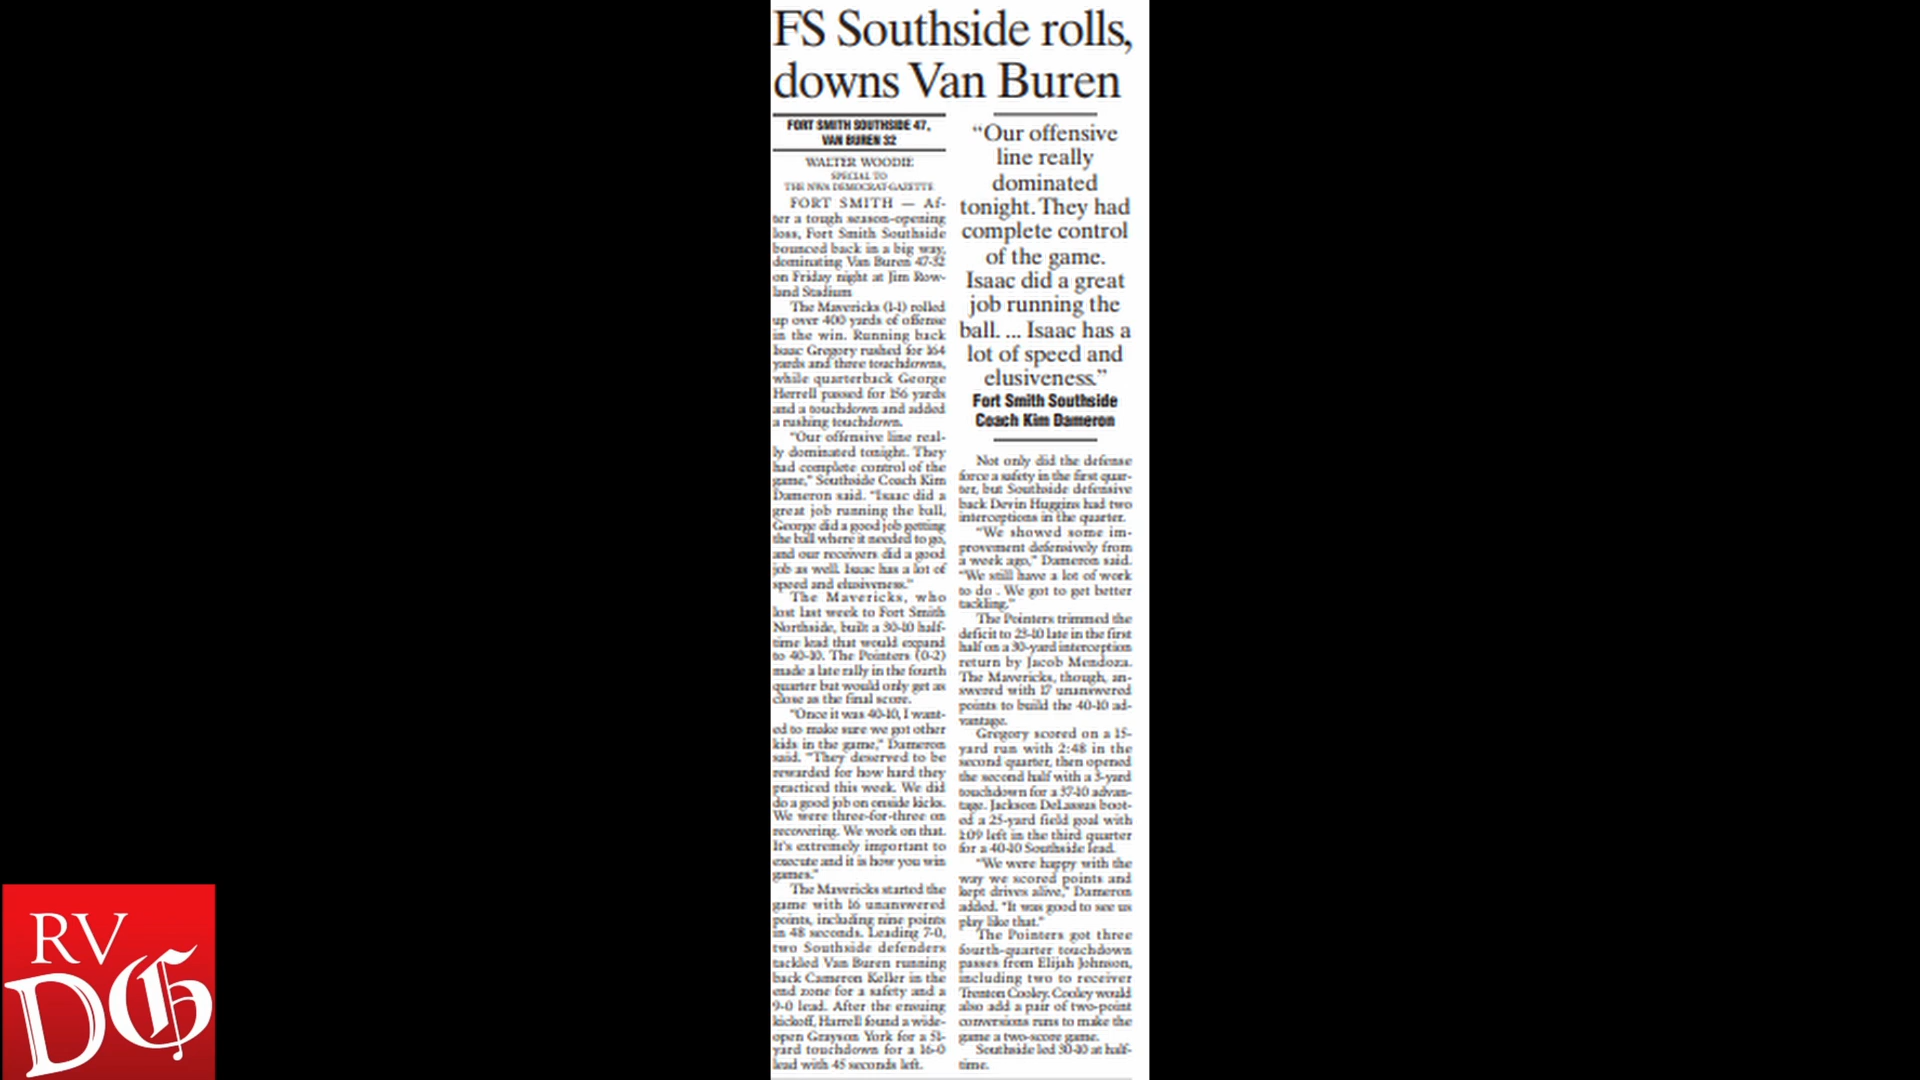 FS Southside rolls,
downs Van Buren
FORT SMITH SOUTHSIDE 47,
VAN BUREN 32
WALTER WOODIE
SPECIAL TO
THE NWA DEMOCRAT-GAZETTE
FORT SMITH — Af-
ter a tough season-opening
loss, Fort Smith Southside
bounced back in a big way,
dominating Van Buren 47-32
on Friday night at Jim Row-
land Stadium
The Mavericks (1-1) rolled
up over 400 yards of offense
in the win. Running back
Isaac Gregory rushed for 164
yards and three touchdowns,
while quarterback George
Herrell passed for 156 yards
and a touchdown and added
a rushing touchdown.
"Our offensive line real-
ly dominated tonight. They
had complete control of the
game," Southside Coach Kim
Dameron said. "Isaac did a
great job running the ball,
George did a good job getting
the ball where it needed to go,
and our receivers did a good
job as well. Isaac has a lot of
speed and elusiveness."
The Mavericks, who
lost last week to Fort Smith
Northside, built a 30-10 half-
time lead that would expand
to 40-10. The Pointers (0-2)
made a late rally in the fourth
quarter but would only get as
close as the final score.
"Once it was 40-10, I want-
ed to make sure we got other
kids in the game," Dameron
said. "They deserved to be
rewarded for how hard they
practiced this week. We did
do a good job on onside kicks.
We were three-for-three on
recovering. We work on that.
It's extremely important to
execute and it is how you win
games."
The Mavericks started the
game with 16 unanswered
points, including nine points
in 48 seconds. Leading 7-0,
two Southside defenders
tackled Van Buren running
back Cameron Keller in the
end zone for a safety and a
9-0 lead. After the ensuing
kickoff, Harrell found a wide-
open Grayson York for a 51-
yard touchdown for a 16-0
lead with 45 seconds left.
"Our offensive
line really
dominated
tonight. They had
complete control
of the game.
Isaac did a great
job running the
ball. ... Isaac has a
lot of speed and
elusiveness."
Fort Smith Southside
Coach Kim Dameron
Not only did the defense
force a safety in the first quar-
ter, but Southside defensive
back Devin Huggins had two
interceptions in the quarter.
"We showed some im-
provement defensively from
a week ago," Dameron said.
"We still have a lot of work
to do . We got to get better
tackling."
The Pointers trimmed the
deficit to 23-10 late in the first
half on a 30-yard interception
return by Jacob Mendoza.
The Mavericks, though, an-
swered with 17 unanswered
points to build the 40-10 ad-
vantage.
Gregory scored on a 15-
yard run with 2:48 in the
second quarter, then opened
the second half with a 3-yard
touchdown for a 37-10 advan-
tage. Jackson DeLassus boot-
ed a 25-yard field goal with
1:09 left in the third quarter
for a 40-10 Southside lead.
"We were happy with the
way we scored points and
kept drives alive," Dameron
added. "It was good to see us
play like that."
The Pointers got three
fourth-quarter touchdown
passes from Elijah Johnson,
including two to receiver
Trenton Cooley. Cooley would
also add a pair of two-point
conversions runs to make the
game a two-score game.
Southside led 30-10 at half-
time.
RV
DG